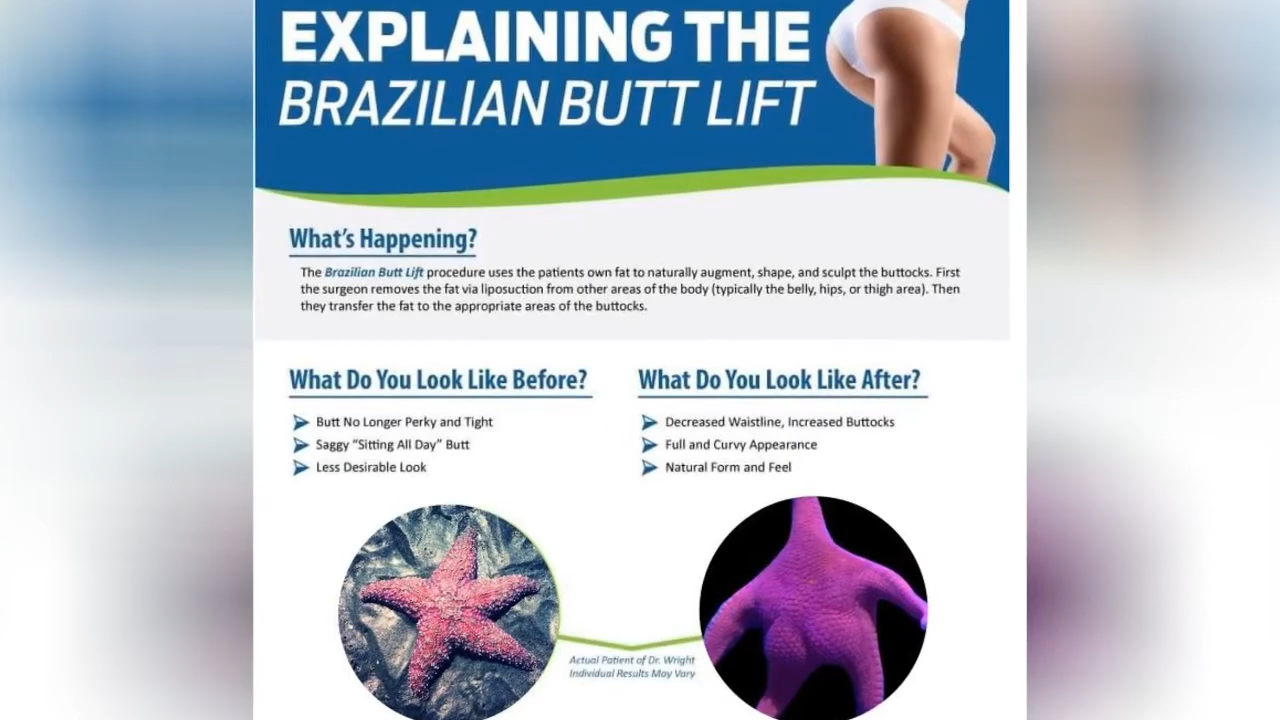 EXPLAINING THE
BRAZILIAN BUTT LIFT
What's Happening?
The Brazilian Butt Lift procedure uses the patients own fat to naturally augment, shape, and sculpt the buttocks. First
the surgeon removes the fat via liposuction from other areas of the body (typically the belly, hips, or thigh area). Then
they transfer the fat to the appropriate areas of the buttocks.
What Do You Look Like Before?
Butt No Longer Perky and Tight
Saggy “Sitting All Day” Butt
Less Desirable Look
What Do You Look Like After?
Decreased Waistline, Increased Buttocks
Full and Curvy Appearance
Natural Form and Feel
Actual Patient of Dr. Wright
Individual Results May Vary